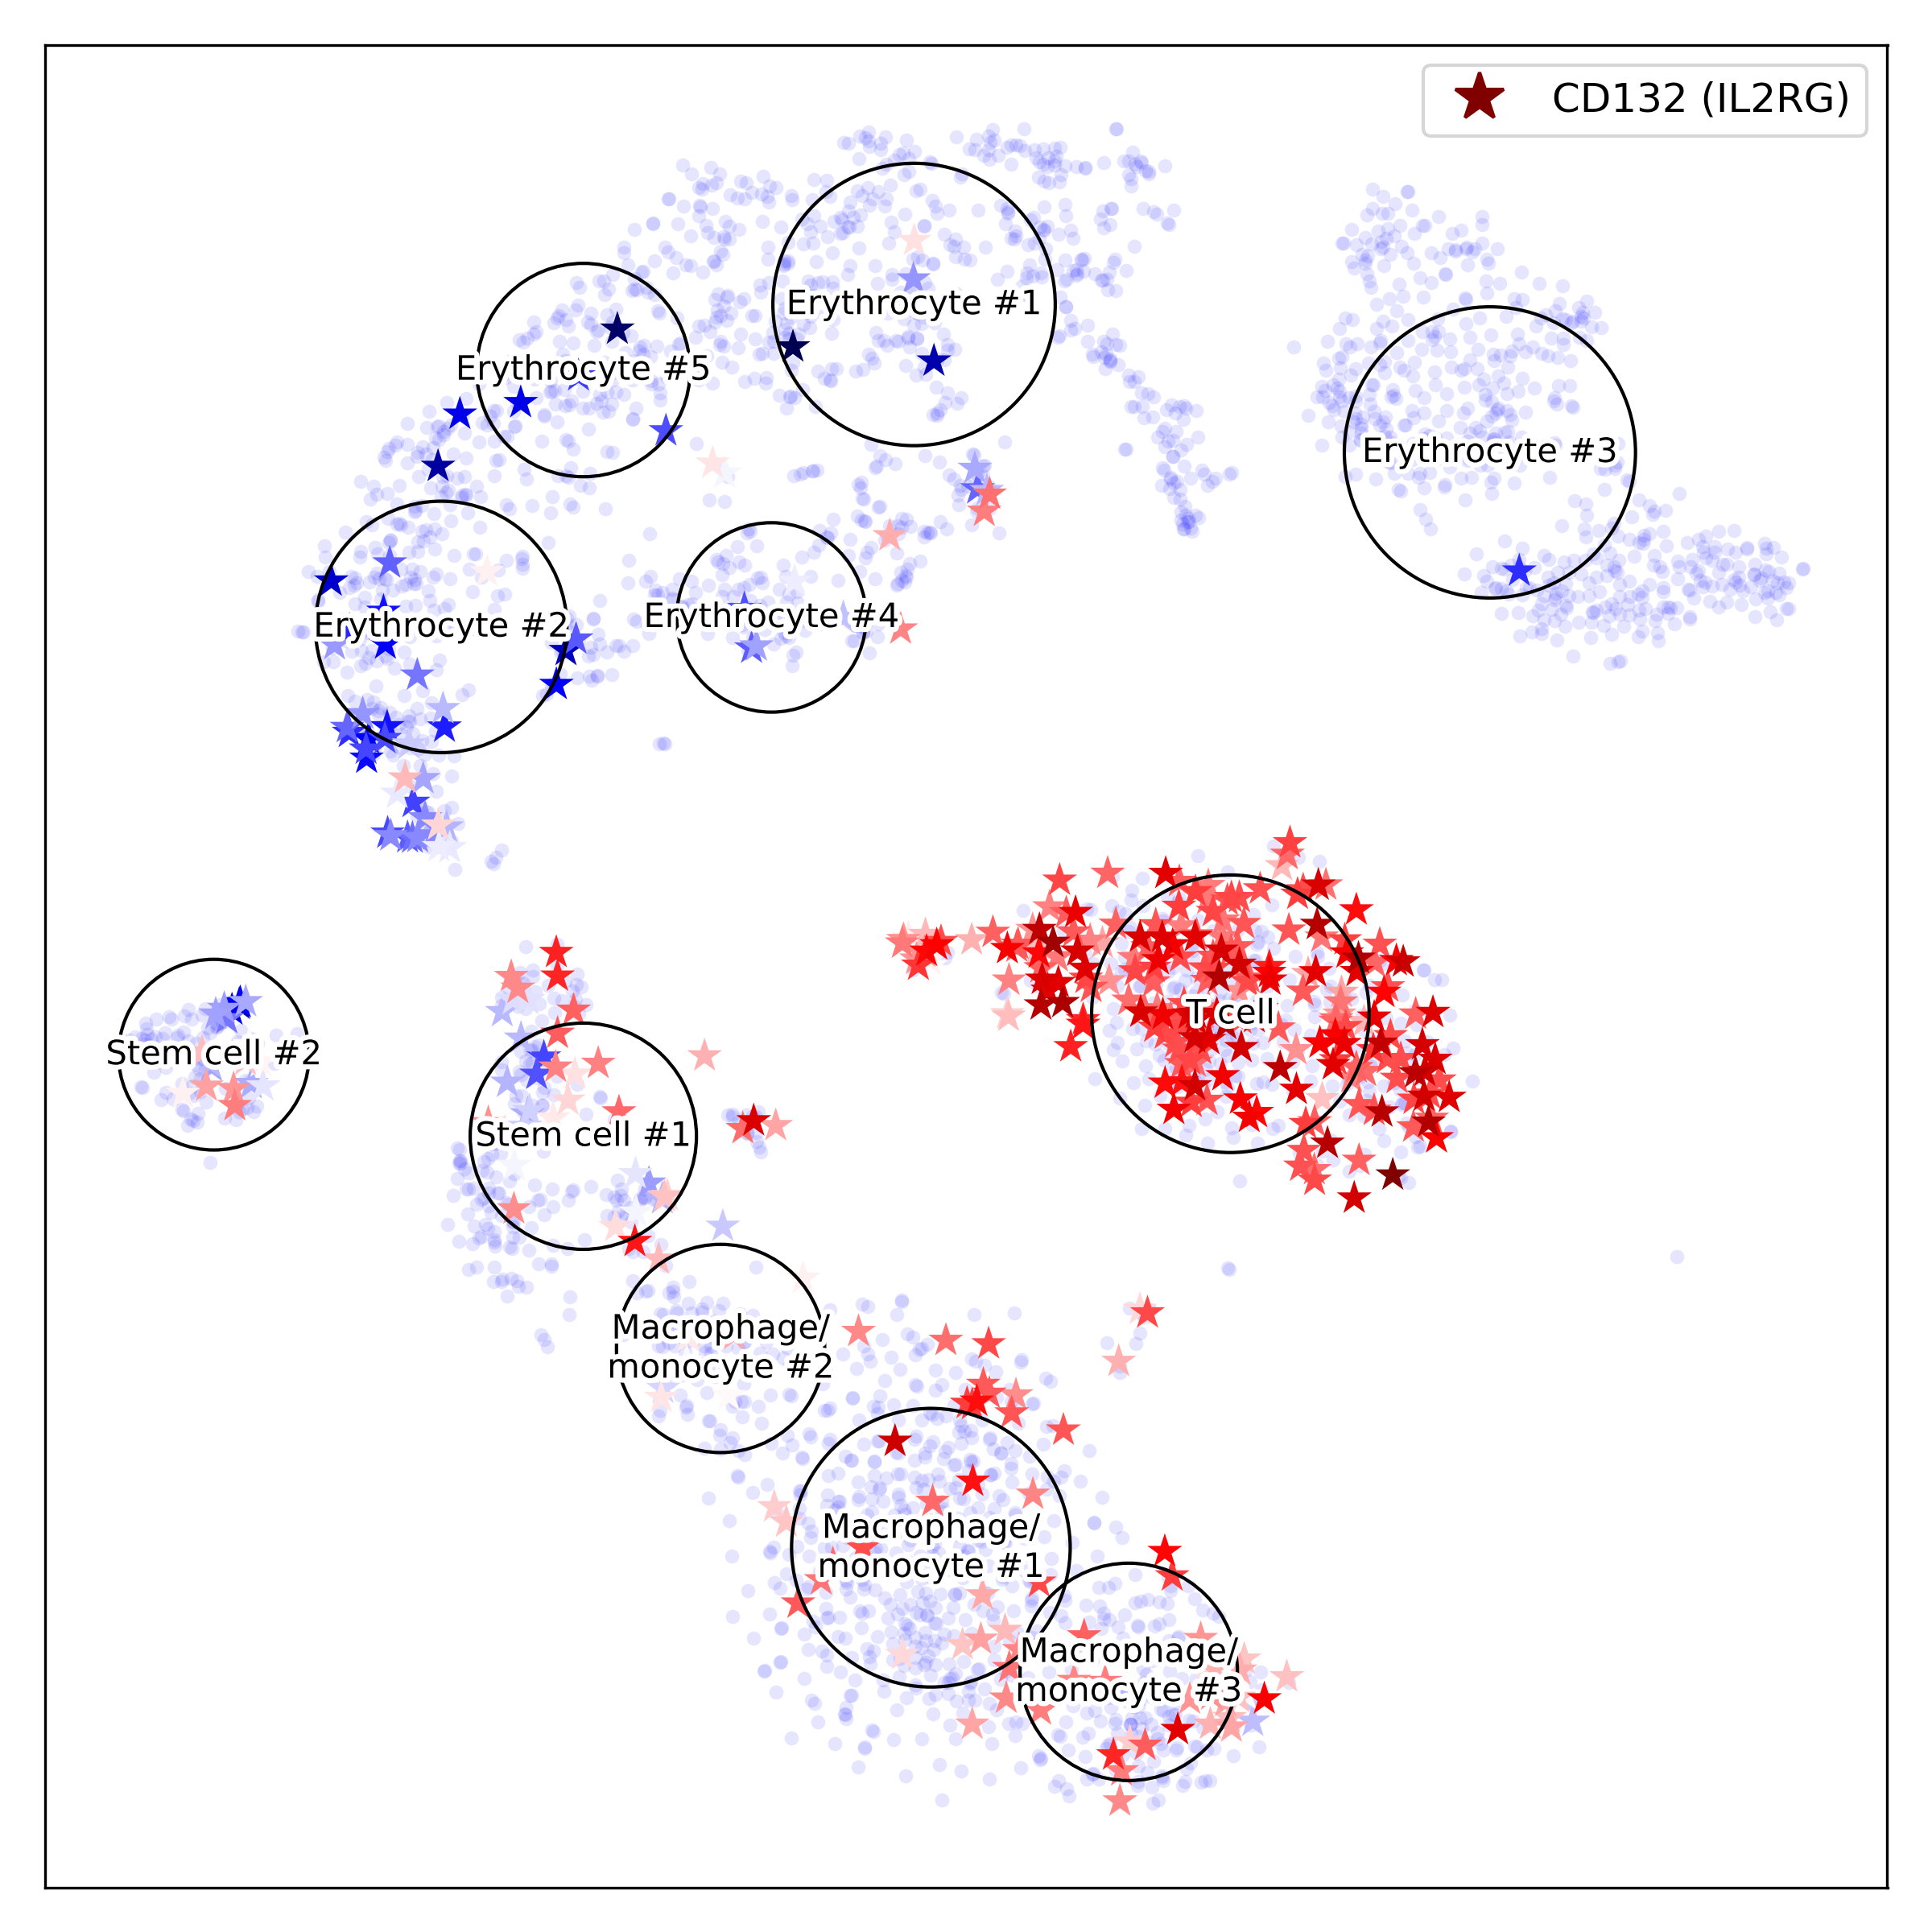 CD132 (IL2RG)
Erythrocyte #1
Erythrocyte #5
Erythrocyte #3
Erythrocyte #4
Erythrocyte #2
T cell
Stem cell #2
Stem cell #1
Macrophage/
monocyte #2
Macrophage/
monocyte #1
Macrophage/
monocyte #3